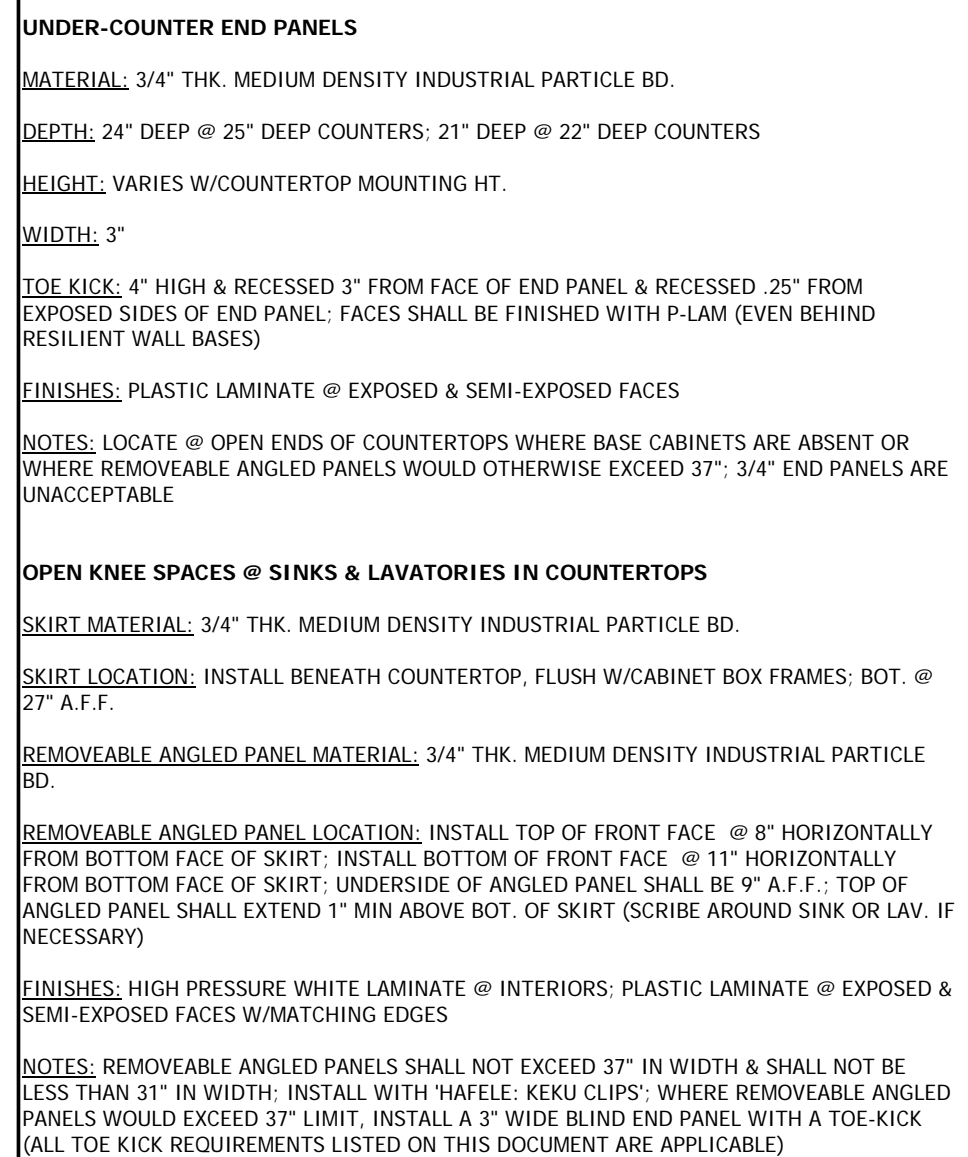 UNDER-COUNTER END PANELS
MATERIAL: 3/4" THK. MEDIUM DENSITY INDUSTRIAL PARTICLE BD.
DEPTH: 24" DEEP @ 25" DEEP COUNTERS; 21" DEEP @ 22" DEEP COUNTERS
HEIGHT: VARIES W/COUNTERTOP MOUNTING HT.
WIDTH: 3"
TOE KICK: 4" HIGH & RECESSED 3" FROM FACE OF END PANEL & RECESSED .25" FROM
EXPOSED SIDES OF END PANEL; FACES SHALL BE FINISHED WITH P-LAM (EVEN BEHIND
RESILIENT WALL BASES)
FINISHES: PLASTIC LAMINATE @ EXPOSED & SEMI-EXPOSED FACES
NOTES: LOCATE @ OPEN ENDS OF COUNTERTOPS WHERE BASE CABINETS ARE ABSENT OR
WHERE REMOVEABLE ANGLED PANELS WOULD OTHERWISE EXCEED 37"; 3/4" END PANELS ARE
UNACCEPTABLE
OPEN KNEE SPACES @ SINKS & LAVATORIES IN COUNTERTOPS
SKIRT MATERIAL: 3/4" THK. MEDIUM DENSITY INDUSTRIAL PARTICLE BD.
SKIRT LOCATION: INSTALL BENEATH COUNTERTOP, FLUSH W/CABINET BOX FRAMES; BOT. @
27" A.F.F.
REMOVEABLE ANGLED PANEL MATERIAL: 3/4" THK. MEDIUM DENSITY INDUSTRIAL PARTICLE
BD.
REMOVEABLE ANGLED PANEL LOCATION: INSTALL TOP OF FRONT FACE @ 8" HORIZONTALLY
FROM BOTTOM FACE OF SKIRT; INSTALL BOTTOM OF FRONT FACE @ 11" HORIZONTALLY
FROM BOTTOM FACE OF SKIRT; UNDERSIDE OF ANGLED PANEL SHALL BE 9" A.F.F.; TOP OF
ANGLED PANEL SHALL EXTEND 1" MIN ABOVE BOT. OF SKIRT (SCRIBE AROUND SINK OR LAV. IF
NECESSARY)
FINISHES: HIGH PRESSURE WHITE LAMINATE @ INTERIORS; PLASTIC LAMINATE @ EXPOSED &
SEMI-EXPOSED FACES W/MATCHING EDGES
NOTES: REMOVEABLE ANGLED PANELS SHALL NOT EXCEED 37" IN WIDTH & SHALL NOT BE
LESS THAN 31" IN WIDTH; INSTALL WITH 'HAFELE: KEKU CLIPS'; WHERE REMOVEABLE ANGLED
PANELS WOULD EXCEED 37" LIMIT, INSTALL A 3" WIDE BLIND END PANEL WITH A TOE-KICK
(ALL TOE KICK REQUIREMENTS LISTED ON THIS DOCUMENT ARE APPLICABLE)